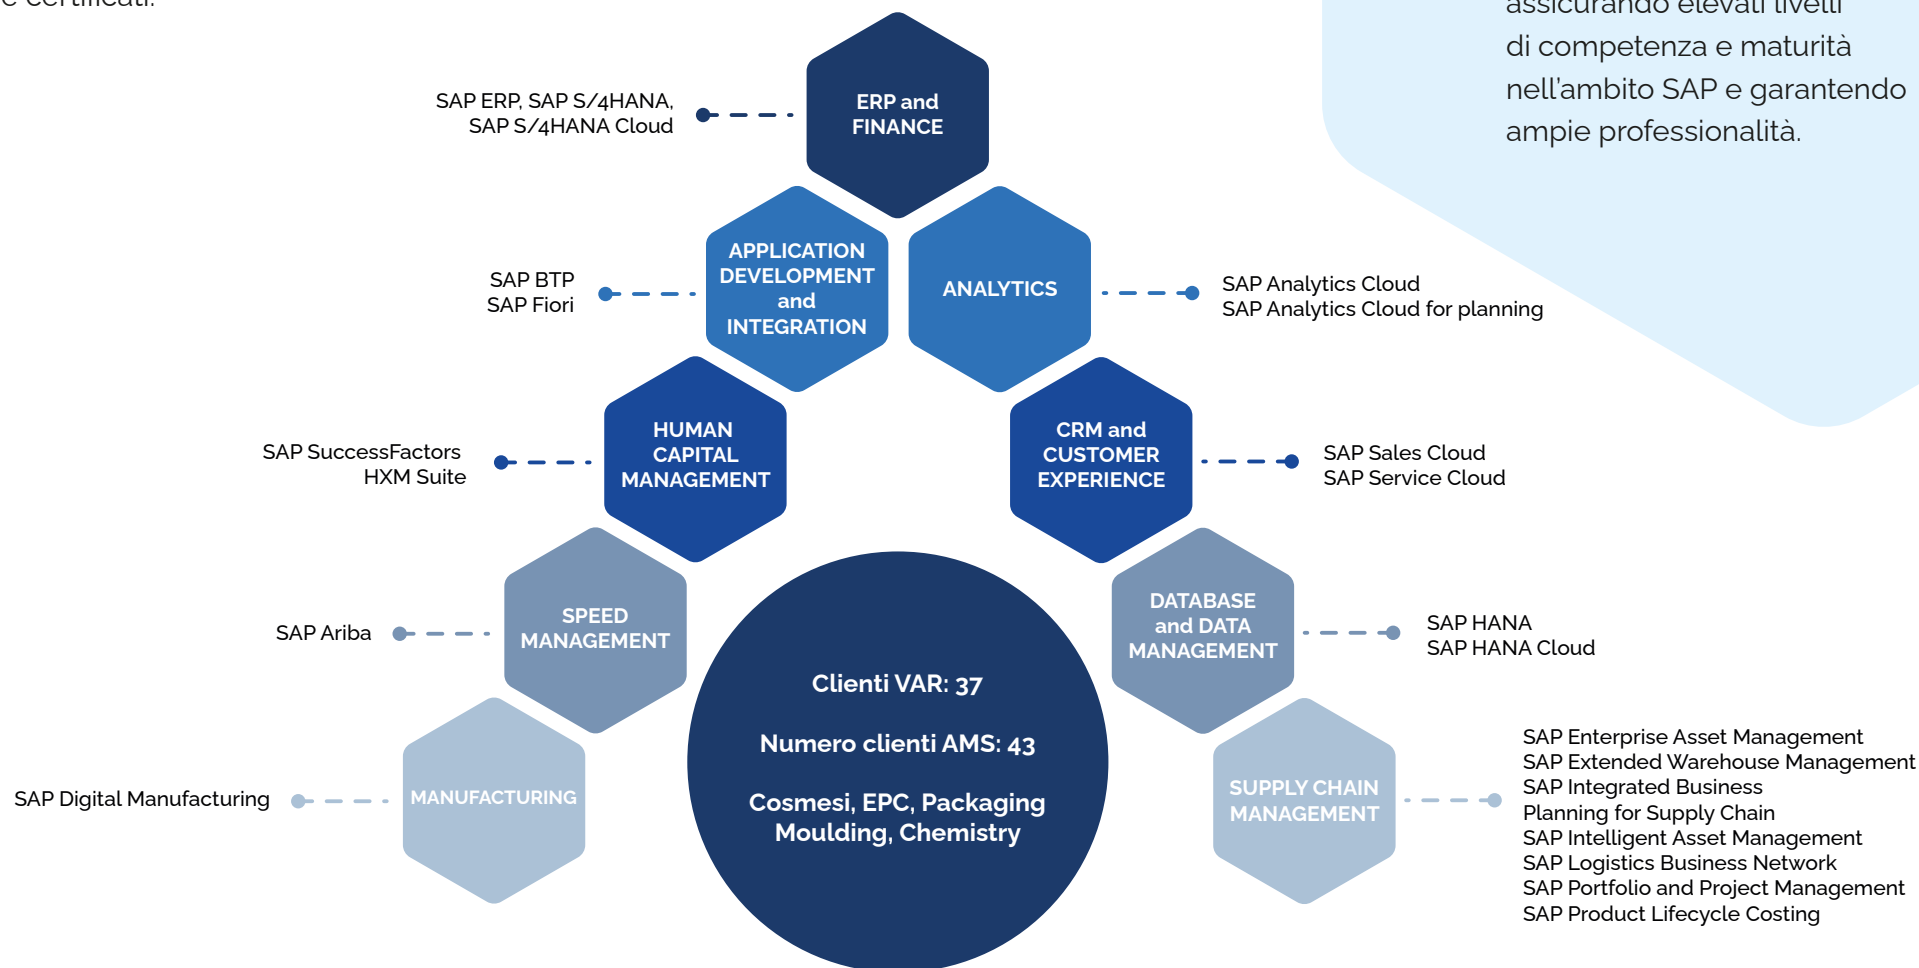 e certificati.
assicurando elevati livelli
di competenza e maturità
nell'ambito SAP e garantendo
ampie professionalità.
ERP and
FINANCE
SAP ERP, SAP S/4HANA,
SAP S/4HANA Cloud
APPLICATION
DEVELOPMENT
and
INTEGRATION
SAP BTP
SAP Fiori
ANALYTICS
SAP Analytics Cloud
SAP Analytics Cloud for planning
HUMAN
CAPITAL
MANAGEMENT
SAP SuccessFactors
HXM Suite
CRM and
CUSTOMER
EXPERIENCE
SAP Sales Cloud
SAP Service Cloud
SPEED
MANAGEMENT
SAP Ariba
DATABASE
and DATA
MANAGEMENT
SAP HANA
SAP HANA Cloud
Clienti VAR: 37
Numero clienti AMS: 43
Cosmesi, EPC, Packaging
Moulding, Chemistry
MANUFACTURING
SAP Digital Manufacturing
SUPPLY CHAIN
MANAGEMENT
SAP Enterprise Asset Management
SAP Extended Warehouse Management
SAP Integrated Business
Planning for Supply Chain
SAP Intelligent Asset Management
SAP Logistics Business Network
SAP Portfolio and Project Management
SAP Product Lifecycle Costing